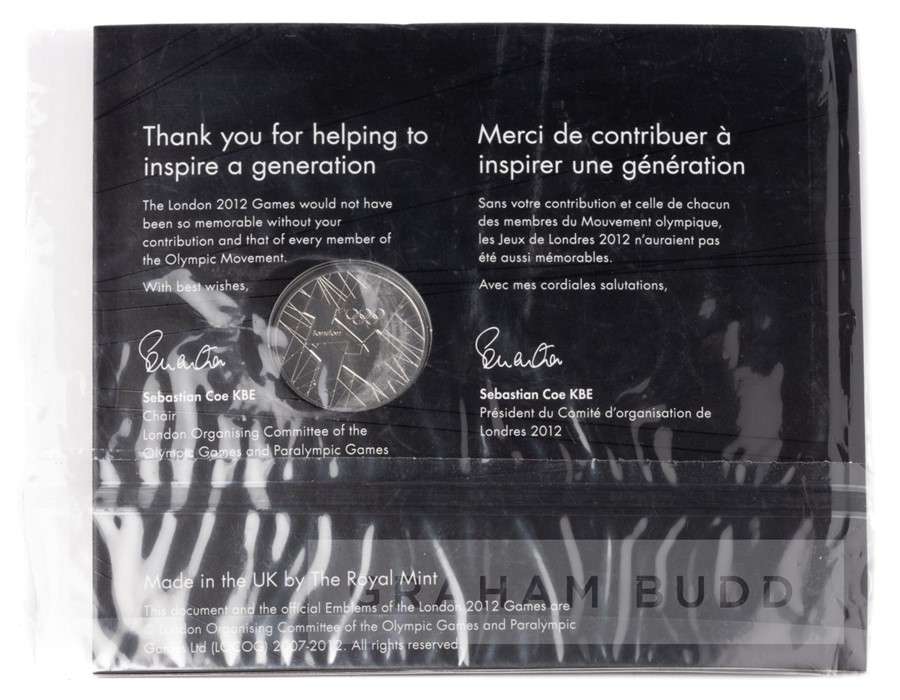 Thank you for helping to
inspire a generation
The London 2012 Games would not have
been so memorable without your
contribution and that of every member of
the Olympic Movement.
With best wishes,
Sebastian Coe KBE
Chair
London Organising Committee of the
Olympic Games and Paralympic Games
Merci de contribuer à
inspirer une génération
Sans votre contribution et celle de chacun
des membres du Mouvement olympique,
les Jeux de Londres 2012 n'auraient pas
été aussi mémorables.
Avec mes cordiales salutations,
Sebastian Coe KBE
Président du Comité d'organisation de
Londres 2012
london
Made in the UK by The Royal Mint
This document and the official Emblems of the London 2012 Games are
© London Organising Committee of the Olympic Games and Paralympic
Games Ltd (LOCOG) 2007-2012. All rights reserved.
GRAHAM BUDD